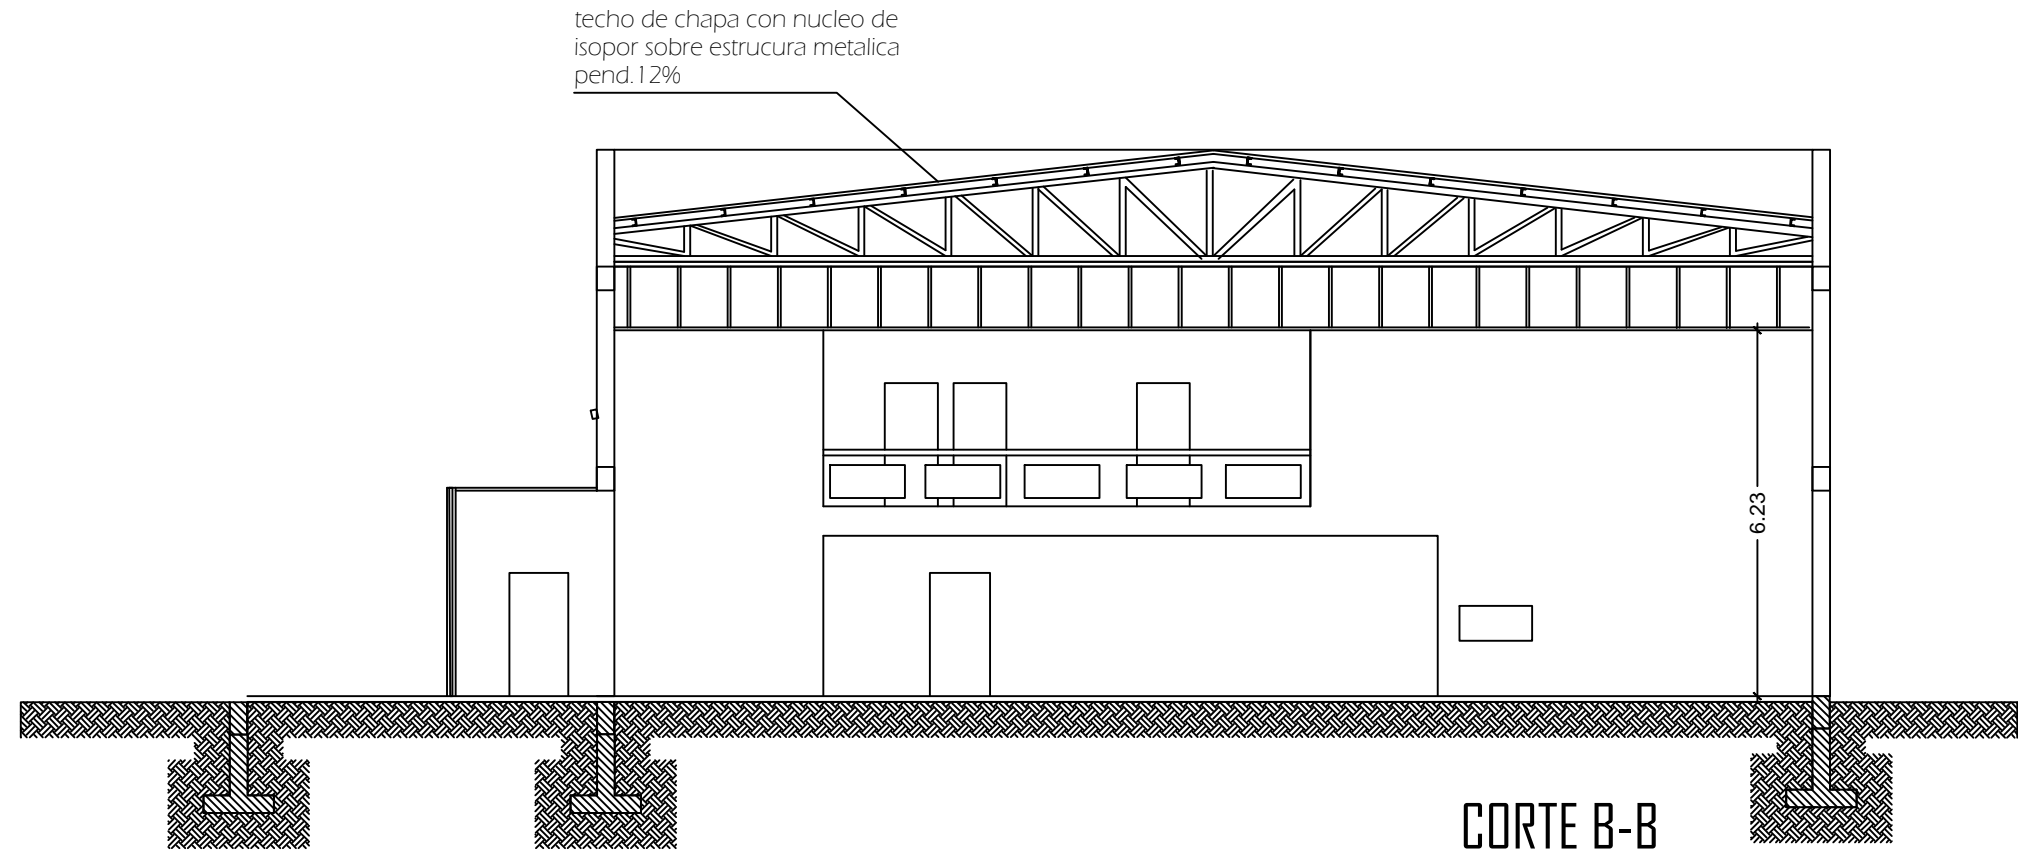 techo de chapa con nucleo de
isopor sobre estrucura metalica
pend.12%
6.23
CORTE B-B